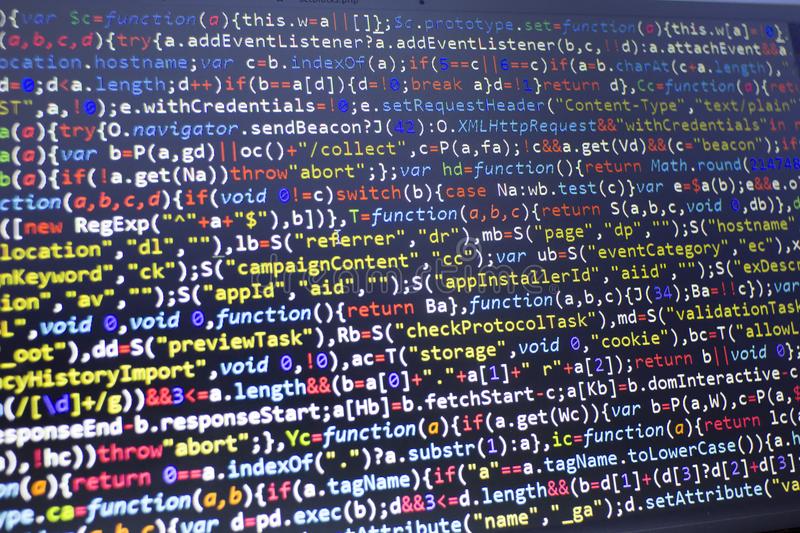 var $c=function(a){this.w=a||[]};$c.prototype.set=function(a){this.w[a]=!0};
(a,b,c,d){try{a.addEventListener?a.addEventListener(b,c,!!d):a.attachEvent&&a
ocation.hostname;var c=b.indexOf(a);if(5==c||6==c){if(a=b.charAt(c+a.length),
d=0;d<a.length;d++)if(b==a[d]){d=!0;break a}d=!1}return d},Cc=function(a){
ST",a,!0);e.withCredentials=!0;e.setRequestHeader("Content-Type","text/plain"
a(a){try{O.navigator.sendBeacon?J(42):O.XMLHttpRequest&&"withCredentials"in
a){var b=P(a,gd)||oc()+"/collect",c=P(a,fa);!c&&a.get(Vd)&&(c="beacon");if
b(a){if(!a.get(Na))throw"abort";};var hd=function(){return Math.round(214748
ction(a,b,c,d){if(void 0!=c)switch(b){case Na:wb.test(c)}var e=$a(b);e&&e.o
([new RegExp("^"+a+"$"),b])},T=function(a,b,c){return S(a,b,c,void 0,db)},
location","dl",""),lb=S("referrer","dr"),mb=S("page","dp","");S("hostname"
gnKeyword","ck");S("campaignContent","cc");var ub=S("eventCategory","ec"),x
sion","av","");S("appId","aid","");S("appInstallerId","aiid","");S("exDescr
L",void 0,void 0,function(){return Ba},function(a,b,c){J(34);Ba=!!c});var
"_oot"),dd=S("previewTask"),Rb=S("checkProtocolTask"),md=S("validationTask
cyHistoryImport",void 0,!0),ac=T("storage",void 0,"cookie"),bc=T("allowL
(/[\d]+/g))&&3<=a.length&&(b=a[0]+"."+a[1]+" r"+a[2]);return b||void 0};
esponseEnd-b.responseStart;a[Hb]=b.fetchStart-c;a[Kb]=b.domInteractive-c
),!hc))throw"abort";},Yc=function(a){if(a.get(Wc)){var b=P(a,W),c=P(a,
tion(a){return 0==a.indexOf(".")?a.substr(1):a},ic=function(a){return lc(a
on(a){var b=function(a,b){if(a.tagName){if("a"==a.tagName.toLowerCase()){a.h
ype.ca=function(a){var d=pd.exec(b);d&&3<=d.length&&(b=d[1]+(d[3]?d[2]+d[3]
tAttribute("name","_ga");d.setAttribute("va